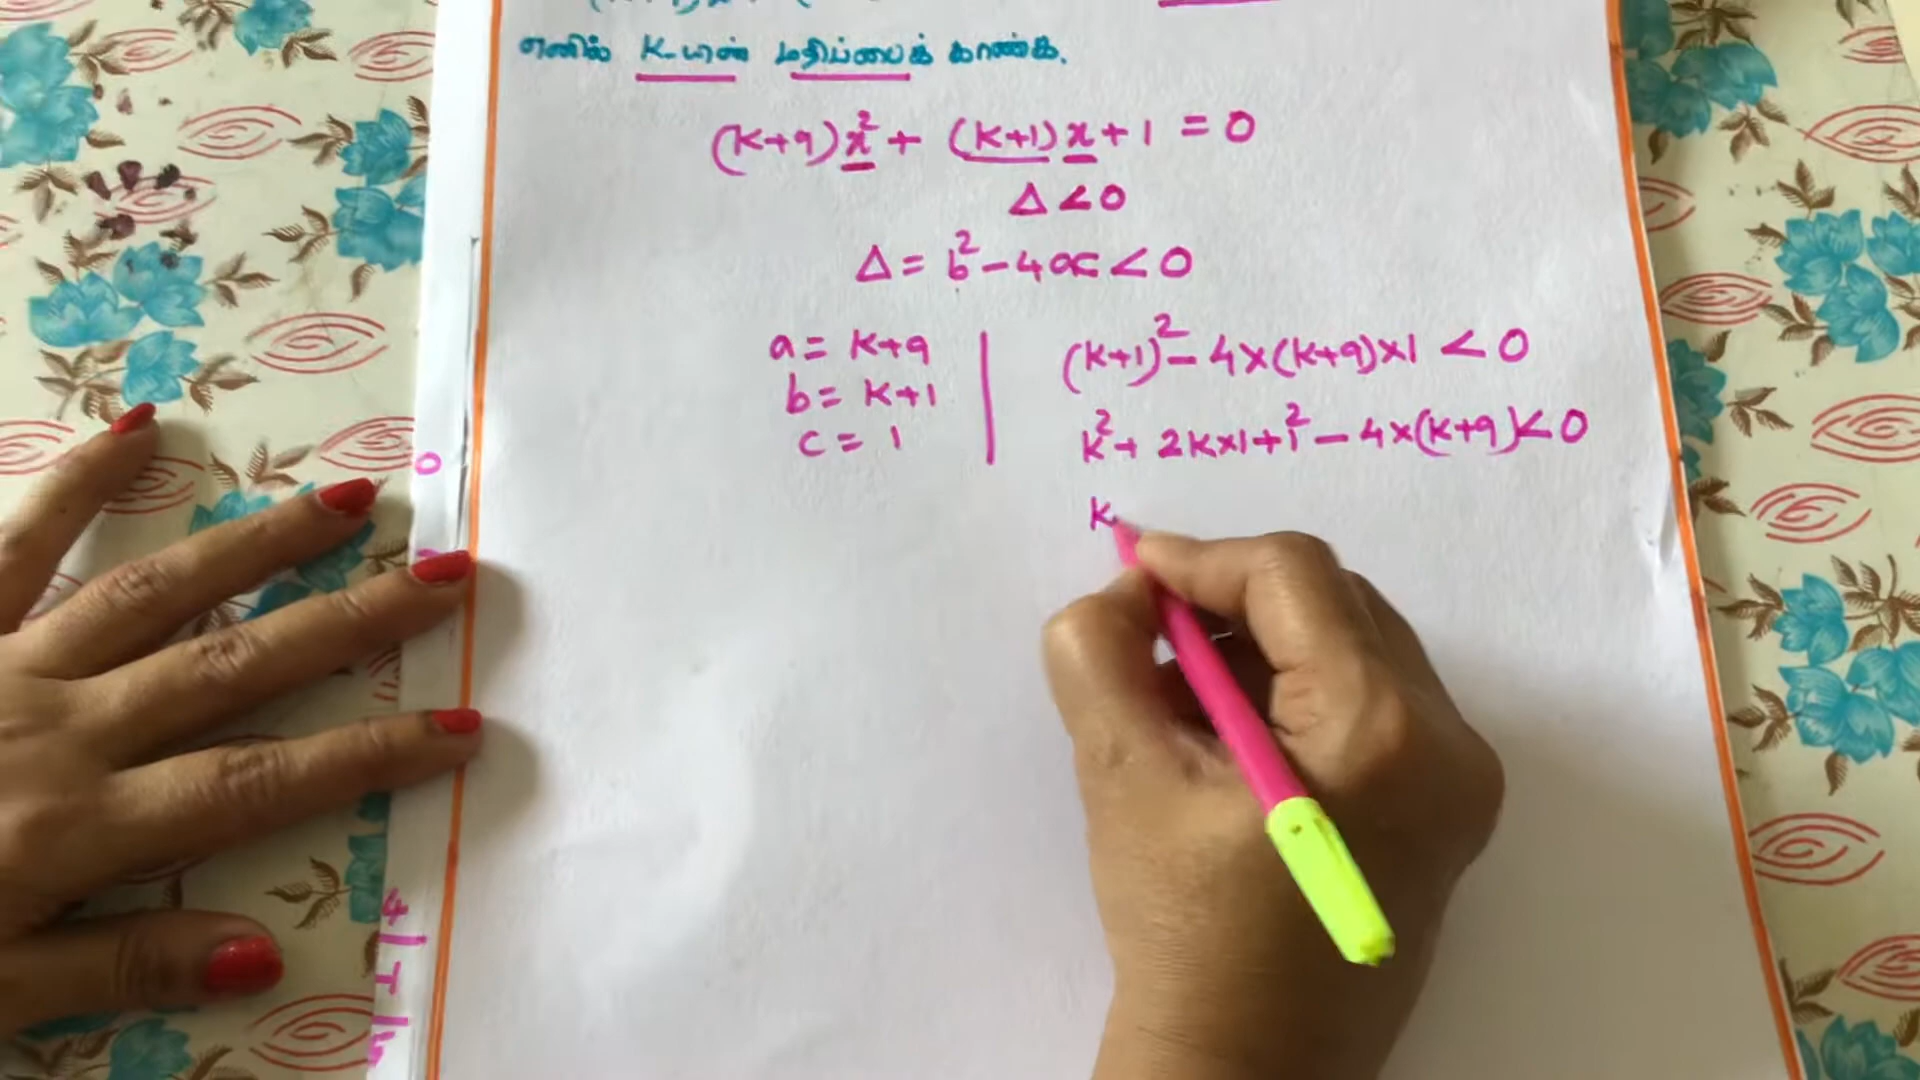 எனில் K-யின் மதிப்பைக் காண்க.
(k+9)x² + (k+1)x+1 = 0
Δ<0
Δ = b²-4ac < 0
a = k+9
b = k+1
c = 1
(k+1)² - 4×(k+9)×1 < 0
k² + 2k×1+1² - 4×(k+9)<0
k